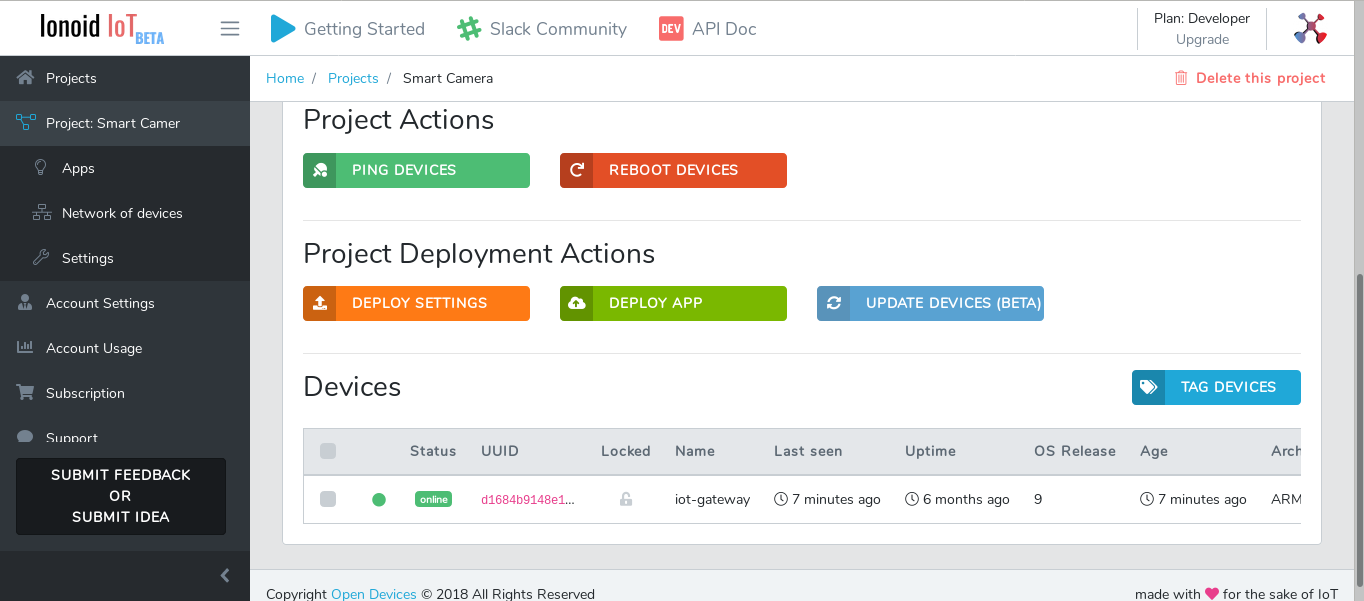 Ionoid IoT BETA
Getting Started
Slack Community
DEV API Doc
Plan: Developer
Upgrade
Projects
Project: Smart Camer
Apps
Network of devices
Settings
Account Settings
Account Usage
Subscription
Support
SUBMIT FEEDBACK
OR
SUBMIT IDEA
Home / Projects / Smart Camera
Delete this project
Project Actions
PING DEVICES
REBOOT DEVICES
Project Deployment Actions
DEPLOY SETTINGS
DEPLOY APP
UPDATE DEVICES (BETA)
Devices
TAG DEVICES
Status UUID Locked Name Last seen Uptime OS Release Age Arch
online d1684b9148e1... iot-gateway 7 minutes ago 6 months ago 9 7 minutes ago ARM
Copyright Open Devices © 2018 All Rights Reserved
made with for the sake of IoT